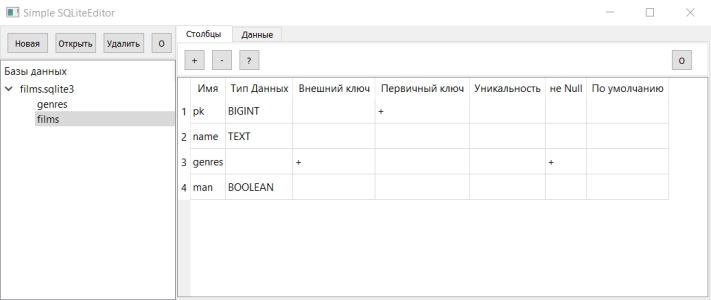 Simple SQLiteEditor
Новая Открыть Удалить О
Базы данных
films.sqlite3
genres
films
Столбцы Данные
+ - ? О
Имя Тип Данных Внешний ключ Первичный ключ Уникальность не Null По умолчанию
1 pk BIGINT +
2 name TEXT
3 genres + +
4 man BOOLEAN